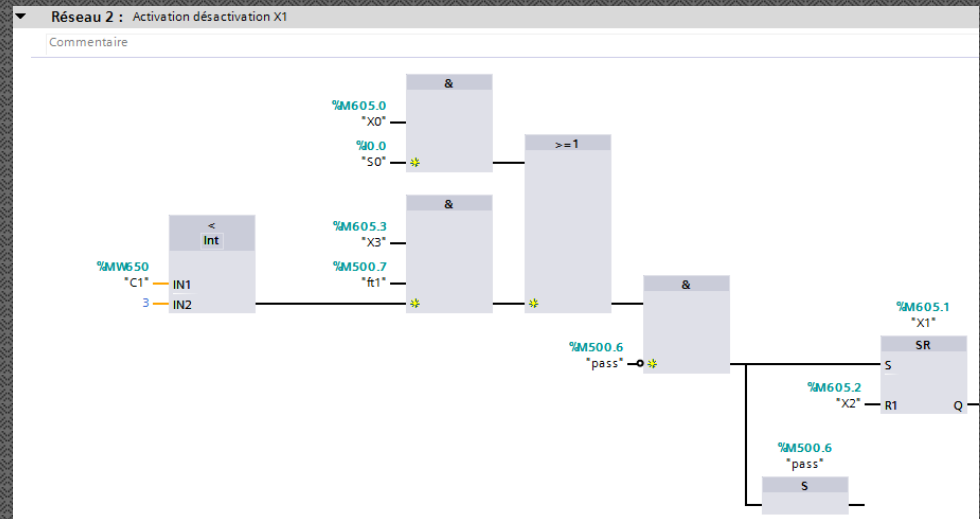 Réseau 2 : Activation désactivation X1
Commentaire
&
%M605.0
"X0"
%I0.0
"S0"
>=1
&
%M605.3
"X3"
%M500.7
"ft1"
<
Int
%MW650
"C1" IN1
3 IN2
&
%M500.6
"pass"
%M605.1
"X1"
SR
S
%M605.2
"X2" R1 Q
%M500.6
"pass"
S